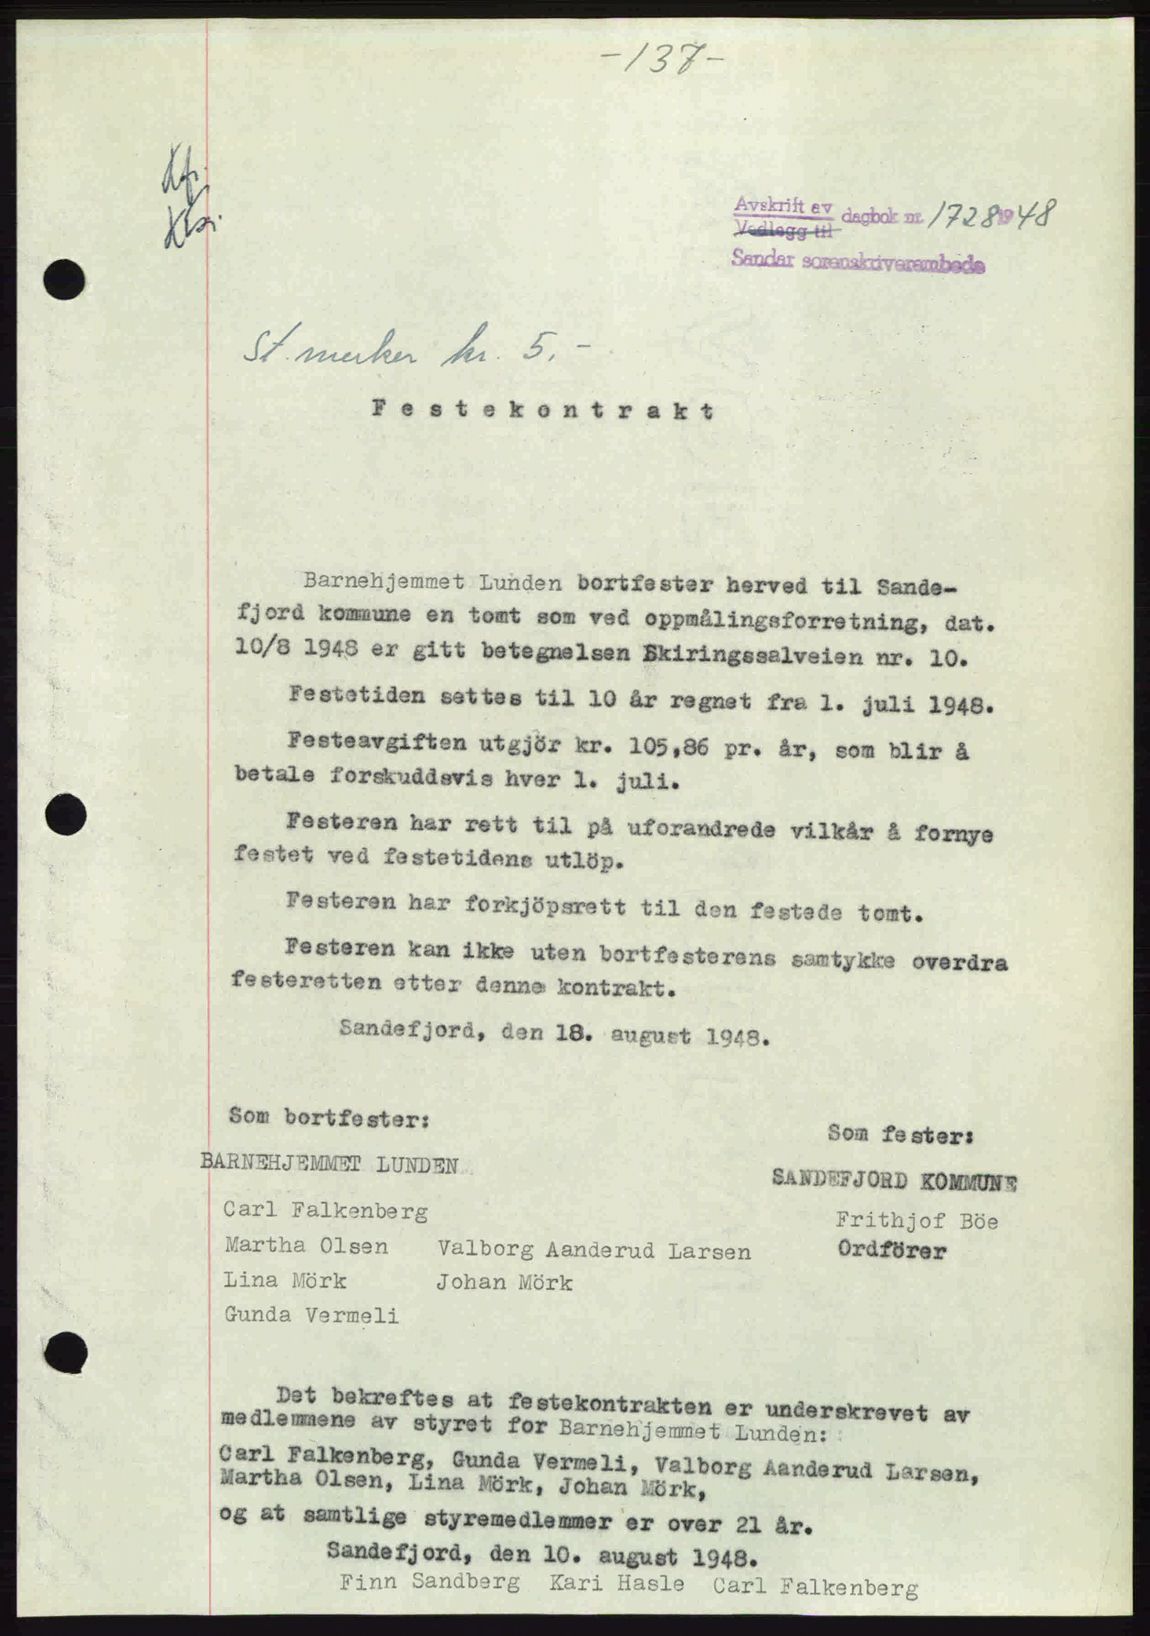 -137-
Avskrift av
Vedlegg til
dagbok nr. 1728 1948
Sandar sorenskriverembede
St. merker kr. 5.-
Festekontrakt
Barnehjemmet Lunden bortfester herved til Sande-
fjord kommune en tomt som ved oppmålingsforretning, dat.
10/8 1948 er gitt betegnelsen Skiringssalveien nr. 10.
Festetiden settes til 10 år regnet fra 1. juli 1948.
Festeavgiften utgjör kr. 105,86 pr. år, som blir å
betale forskuddsvis hver 1. juli.
Festeren har rett til på uforandrede vilkår å fornye
festet ved festetidens utlöp.
Festeren har forkjöpsrett til den festede tomt.
Festeren kan ikke uten bortfesterens samtykke overdra
festeretten etter denne kontrakt.
Sandefjord, den 18. august 1948.
Som bortfester:
Som fester:
BARNEHJEMMET LUNDEN
SANDEFJORD KOMMUNE
Carl Falkenberg
Frithjof Böe
Martha Olsen Valborg Aanderud Larsen
Ordförer
Lina Mörk Johan Mörk
Gunda Vermeli
Det bekreftes at festekontrakten er underskrevet av
medlemmene av styret for Barnehjemmet Lunden:
Carl Falkenberg, Gunda Vermeli, Valborg Aanderud Larsen,
Martha Olsen, Lina Mörk, Johan Mörk,
og at samtlige styremedlemmer er over 21 år.
Sandefjord, den 10. august 1948.
Finn Sandberg Kari Hasle Carl Falkenberg